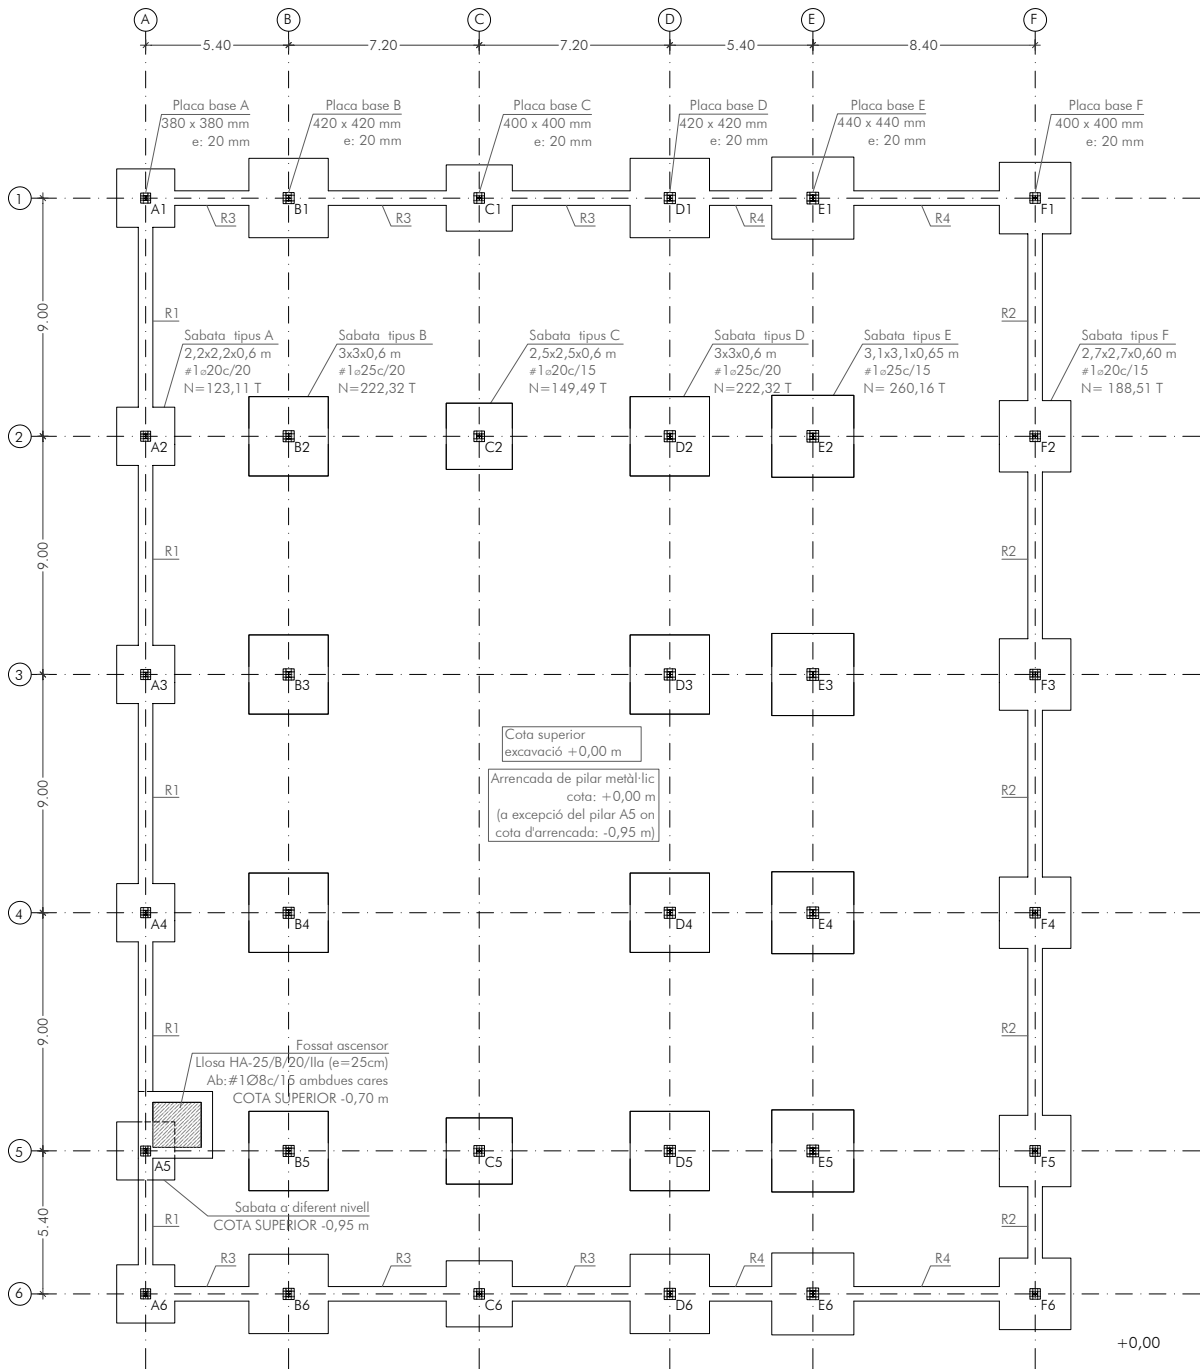 A
B
C
D
E
F
5.40
7.20
7.20
5.40
8.40
Placa base A
380 x 380 mm
e: 20 mm
Placa base B
420 x 420 mm
e: 20 mm
Placa base C
400 x 400 mm
e: 20 mm
Placa base D
420 x 420 mm
e: 20 mm
Placa base E
440 x 440 mm
e: 20 mm
Placa base F
400 x 400 mm
e: 20 mm
1
A1
B1
C1
D1
E1
F1
R3
R3
R3
R4
R4
9.00
R1
R2
Sabata tipus A
2,2x2,2x0,6 m
#1ø20c/20
N=123,11 T
Sabata tipus B
3x3x0,6 m
#1ø25c/20
N=222,32 T
Sabata tipus C
2,5x2,5x0,6 m
#1ø20c/15
N=149,49 T
Sabata tipus D
3x3x0,6 m
#1ø25c/20
N=222,32 T
Sabata tipus E
3,1x3,1x0,65 m
#1ø25c/15
N= 260,16 T
Sabata tipus F
2,7x2,7x0,60 m
#1ø20c/15
N= 188,51 T
2
A2
B2
C2
D2
E2
F2
9.00
R1
R2
3
A3
B3
D3
E3
F3
Cota superior
excavació +0,00 m
Arrencada de pilar metàl·lic
cota: +0,00 m
(a excepció del pilar A5 on
cota d'arrencada: -0,95 m)
9.00
R1
R2
4
A4
B4
D4
E4
F4
9.00
R1
R2
Fossat ascensor
Llosa HA-25/B/20/IIa (e=25cm)
Ab:#1Ø8c/15 ambdues cares
COTA SUPERIOR -0,70 m
5
A5
B5
C5
D5
E5
F5
Sabata a diferent nivell
COTA SUPERIOR -0,95 m
5.40
R1
R2
R3
R3
R3
R4
R4
6
A6
B6
C6
D6
E6
F6
+0,00